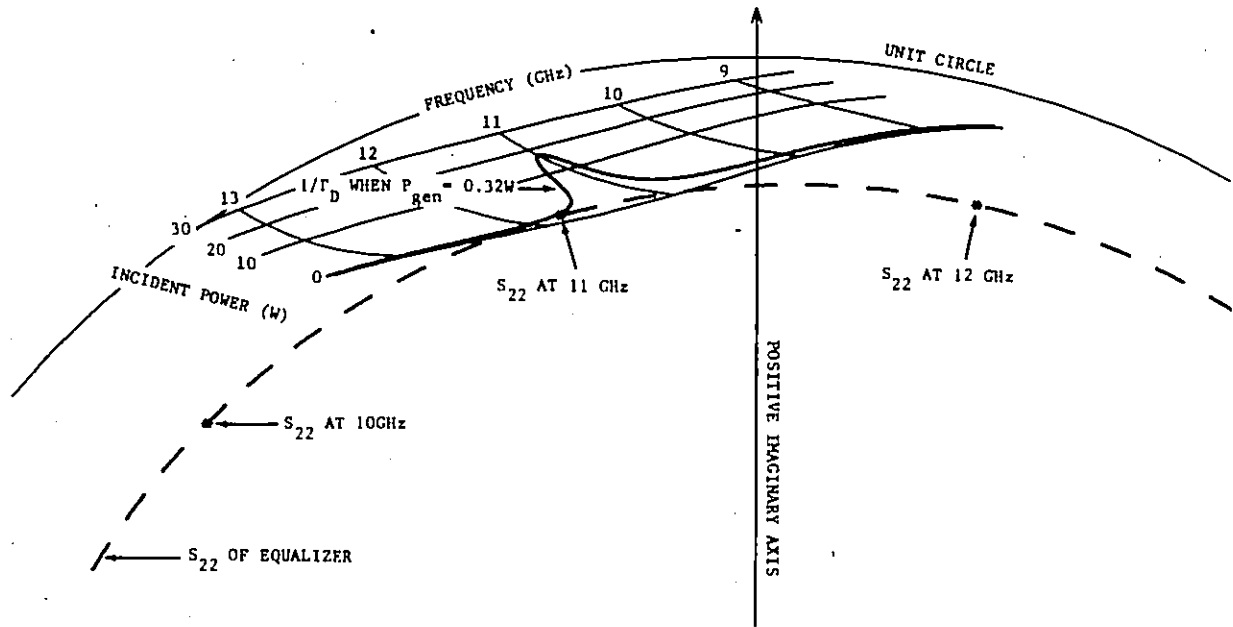 UNIT CIRCLE
FREQUENCY (GHz)
9
10
11
12
13
30
20
10
0
1/Γ_D WHEN P_gen = 0.32W
INCIDENT POWER (W)
S_22 AT 11 GHz
S_22 AT 12 GHz
S_22 AT 10GHz
S_22 OF EQUALIZER
POSITIVE IMAGINARY AXIS